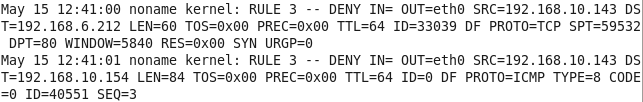 May 15 12:41:00 noname kernel: RULE 3 -- DENY IN= OUT=eth0 SRC=192.168.10.143 DS
T=192.168.6.212 LEN=60 TOS=0x00 PREC=0x00 TTL=64 ID=33039 DF PROTO=TCP SPT=59532
 DPT=80 WINDOW=5840 RES=0x00 SYN URGP=0
May 15 12:41:01 noname kernel: RULE 3 -- DENY IN= OUT=eth0 SRC=192.168.10.143 DS
T=192.168.10.154 LEN=84 TOS=0x00 PREC=0x00 TTL=64 ID=0 DF PROTO=ICMP TYPE=8 CODE
=0 ID=40551 SEQ=3